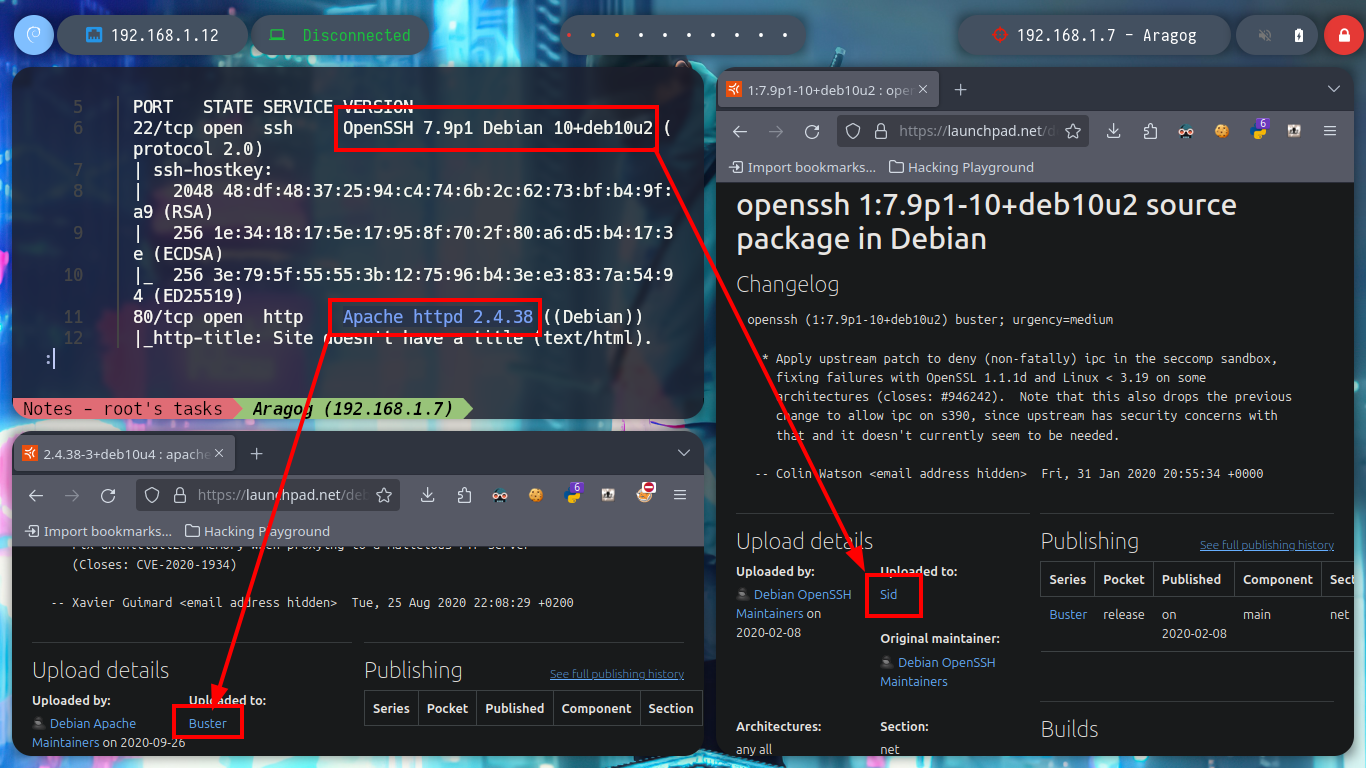 192.168.1.12
Disconnected
192.168.1.7 - Aragog
5 PORT STATE SERVICE VERSION
6 22/tcp open ssh OpenSSH 7.9p1 Debian 10+deb10u2 (
protocol 2.0)
7 | ssh-hostkey:
8 | 2048 48:df:48:37:25:94:c4:74:6b:2c:62:73:bf:b4:9f:
a9 (RSA)
9 | 256 1e:34:18:17:5e:17:95:8f:70:2f:80:a6:d5:b4:17:3
e (ECDSA)
10 |_ 256 3e:79:5f:55:55:3b:12:75:96:b4:3e:e3:83:7a:54:9
4 (ED25519)
11 80/tcp open http Apache httpd 2.4.38 ((Debian))
12 |_http-title: Site doesn't have a title (text/html).
:
Notes - root's tasks Aragog (192.168.1.7)
2.4.38-3+deb10u4 : apache
https://launchpad.net/deb
6
Import bookmarks... Hacking Playground
(Closes: CVE-2020-1934)
-- Xavier Guimard <email address hidden> Tue, 25 Aug 2020 22:08:29 +0200
Upload details
Uploaded by:
Debian Apache
Maintainers on 2020-09-26
Uploaded to:
Buster
Publishing
See full publishing history
Series Pocket Published Component Section
1:7.9p1-10+deb10u2 : ope
https://launchpad.net/d
6
Import bookmarks... Hacking Playground
openssh 1:7.9p1-10+deb10u2 source
package in Debian
Changelog
openssh (1:7.9p1-10+deb10u2) buster; urgency=medium
* Apply upstream patch to deny (non-fatally) ipc in the seccomp sandbox,
fixing failures with OpenSSL 1.1.1d and Linux < 3.19 on some
architectures (closes: #946242). Note that this also drops the previous
change to allow ipc on s390, since upstream has security concerns with
that and it doesn't currently seem to be needed.
-- Colin Watson <email address hidden> Fri, 31 Jan 2020 20:55:34 +0000
Upload details
Uploaded by:
Debian OpenSSH
Maintainers on
2020-02-08
Uploaded to:
Sid
Original maintainer:
Debian OpenSSH
Maintainers
Architectures:
any all
Section:
net
Publishing
See full publishing history
Series Pocket Published Component Sect
Buster release on
2020-02-08 main net
Builds